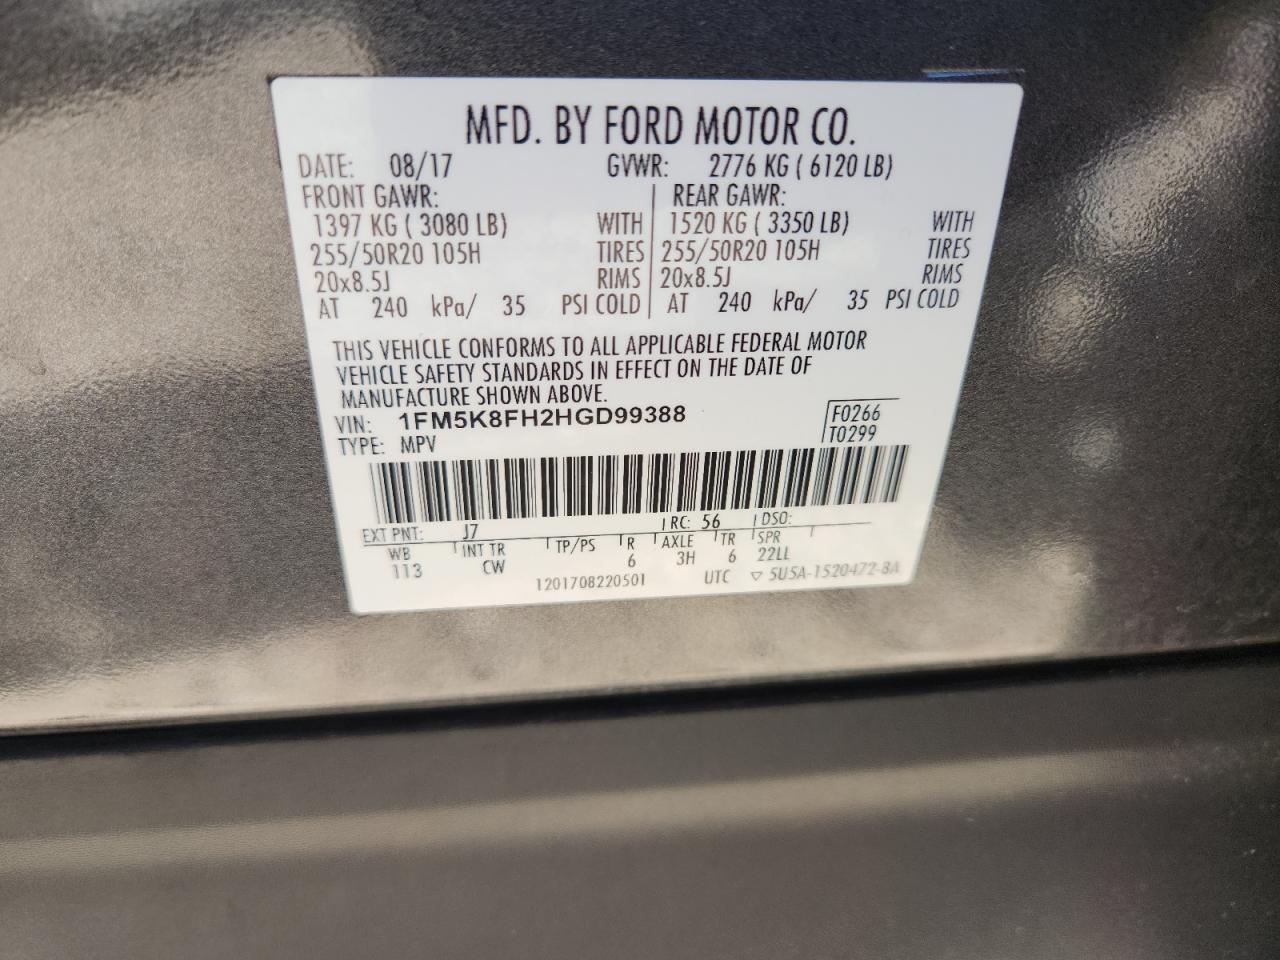 MFD. BY FORD MOTOR CO.
DATE: 08/17 GVWR: 2776 KG ( 6120 LB)
FRONT GAWR: REAR GAWR:
1397 KG ( 3080 LB) WITH 1520 KG ( 3350 LB) WITH
255/50R20 105H TIRES 255/50R20 105H TIRES
20x8.5J RIMS 20x8.5J RIMS
AT 240 kPa/ 35 PSI COLD AT 240 kPa/ 35 PSI COLD
THIS VEHICLE CONFORMS TO ALL APPLICABLE FEDERAL MOTOR
VEHICLE SAFETY STANDARDS IN EFFECT ON THE DATE OF
MANUFACTURE SHOWN ABOVE.
VIN: 1FM5K8FH2HGD99388 F0266
TYPE: MPV T0299
EXT PNT: J7 RC: 56 DSO:
WB INT TR TP/PS R AXLE TR SPR
113 CW 6 3H 6 22LL
1201708220501 UTC ▽ 5U5A-1520472-BA